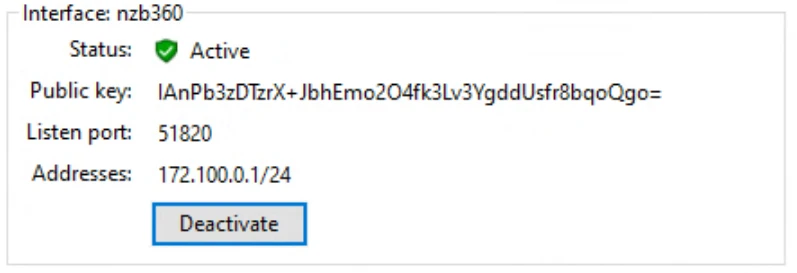 Interface: nzb360
Status: Active
Public key: IAnPb3zDTzrX+JbhEmo2O4fk3Lv3YgddUsfr8bqoQgo=
Listen port: 51820
Addresses: 172.100.0.1/24
Deactivate